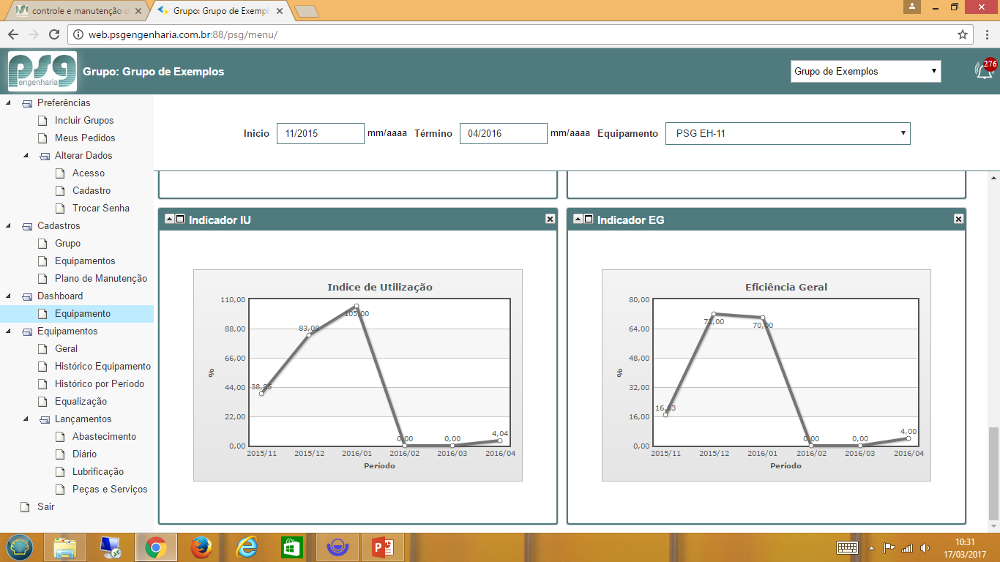 controle e manutenção d
Grupo: Grupo de Exempl
web.psgengenharia.com.br:88/psg/menu/
psg
engenharia
Grupo: Grupo de Exemplos
Grupo de Exemplos
276
Preferências
Incluir Grupos
Meus Pedidos
Alterar Dados
Acesso
Cadastro
Trocar Senha
Cadastros
Grupo
Equipamentos
Plano de Manutenção
Dashboard
Equipamento
Equipamentos
Geral
Histórico Equipamento
Histórico por Período
Equalização
Lançamentos
Abastecimento
Diário
Lubrificação
Peças e Serviços
Sair
Inicio 11/2015 mm/aaaa Término 04/2016 mm/aaaa Equipamento PSG EH-11
Indicador IU
Indice de Utilização
110,00
88,00
66,00
44,00
22,00
0,00
%
83,08
105,00
0,00
0,00
4,04
2015/11 2015/12 2016/01 2016/02 2016/03 2016/04
Período
Indicador EG
Eficiência Geral
80,00
64,00
48,00
32,00
16,00
0,00
%
72,00
70,00
0,00
0,00
4,00
2015/11 2015/12 2016/01 2016/02 2016/03 2016/04
Período
10:31
17/03/2017